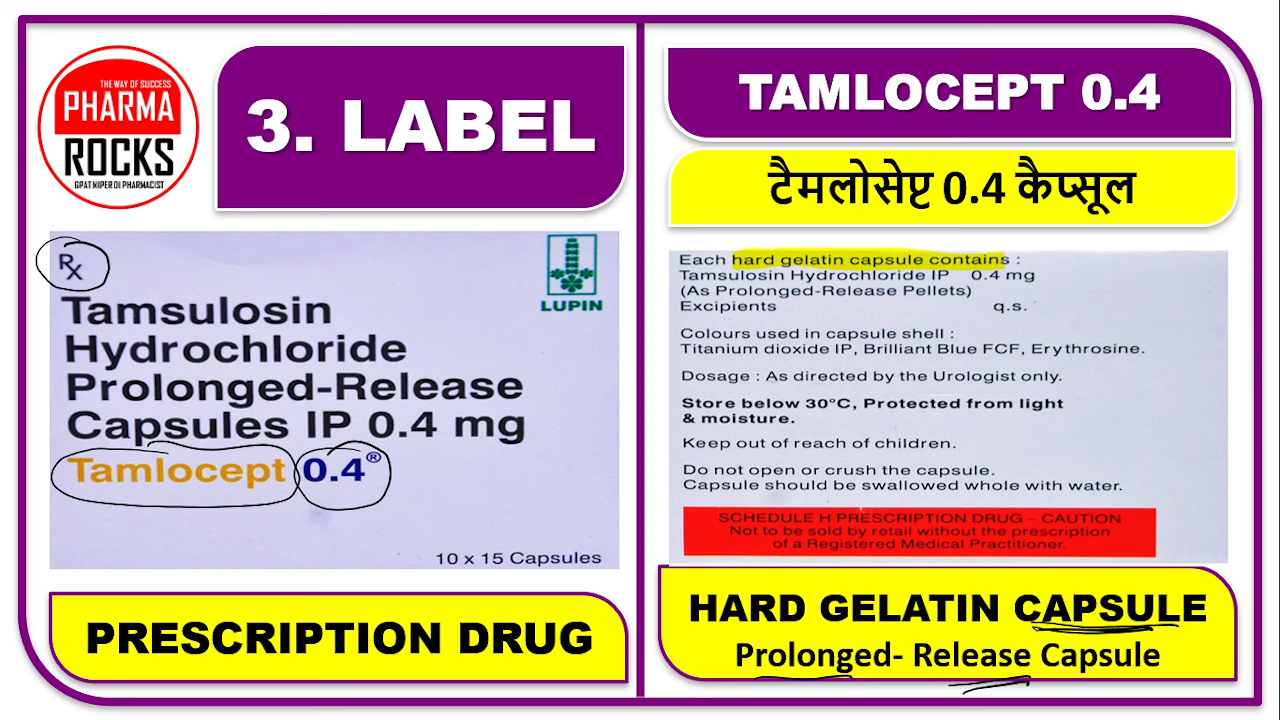 THE WAY OF SUCCESS
PHARMA
ROCKS
GPAT NIPER DI PHARMACIST
3. LABEL
Rx
LUPIN
Tamsulosin
Hydrochloride
Prolonged-Release
Capsules IP 0.4 mg
Tamlocept 0.4®
10 x 15 Capsules
PRESCRIPTION DRUG
TAMLOCEPT 0.4
टैमलोसेप्ट 0.4 कैप्सूल
Each hard gelatin capsule contains :
Tamsulosin Hydrochloride IP 0.4 mg
(As Prolonged-Release Pellets)
Excipients q.s.
Colours used in capsule shell :
Titanium dioxide IP, Brilliant Blue FCF, Erythrosine.
Dosage : As directed by the Urologist only.
Store below 30°C, Protected from light
& moisture.
Keep out of reach of children.
Do not open or crush the capsule.
Capsule should be swallowed whole with water.
SCHEDULE H PRESCRIPTION DRUG – CAUTION
Not to be sold by retail without the prescription
of a Registered Medical Practitioner.
HARD GELATIN CAPSULE
Prolonged- Release Capsule